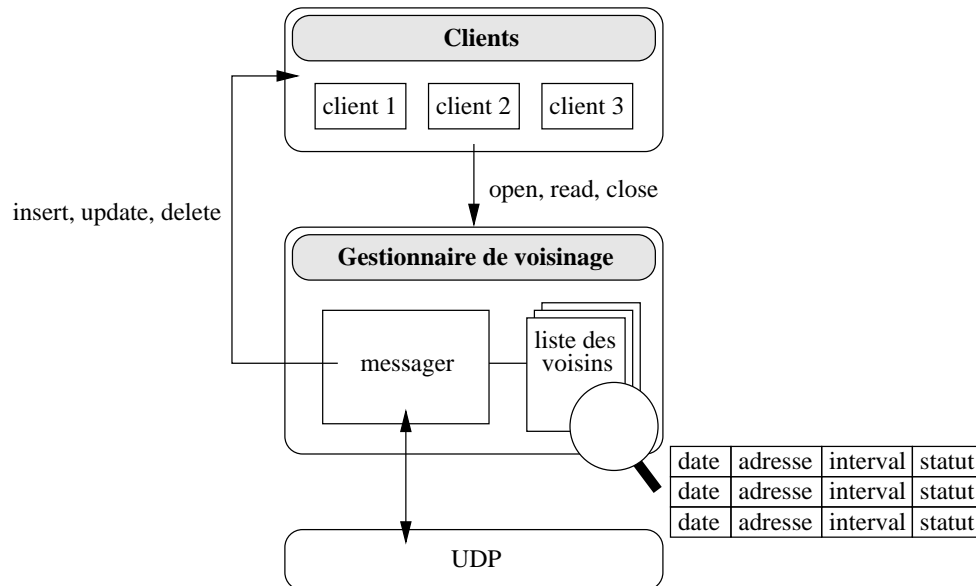 Clients
client 1
client 2
client 3
open, read, close
insert, update, delete
Gestionnaire de voisinage
messager
liste des
voisins
date adresse interval statut
date adresse interval statut
date adresse interval statut
UDP